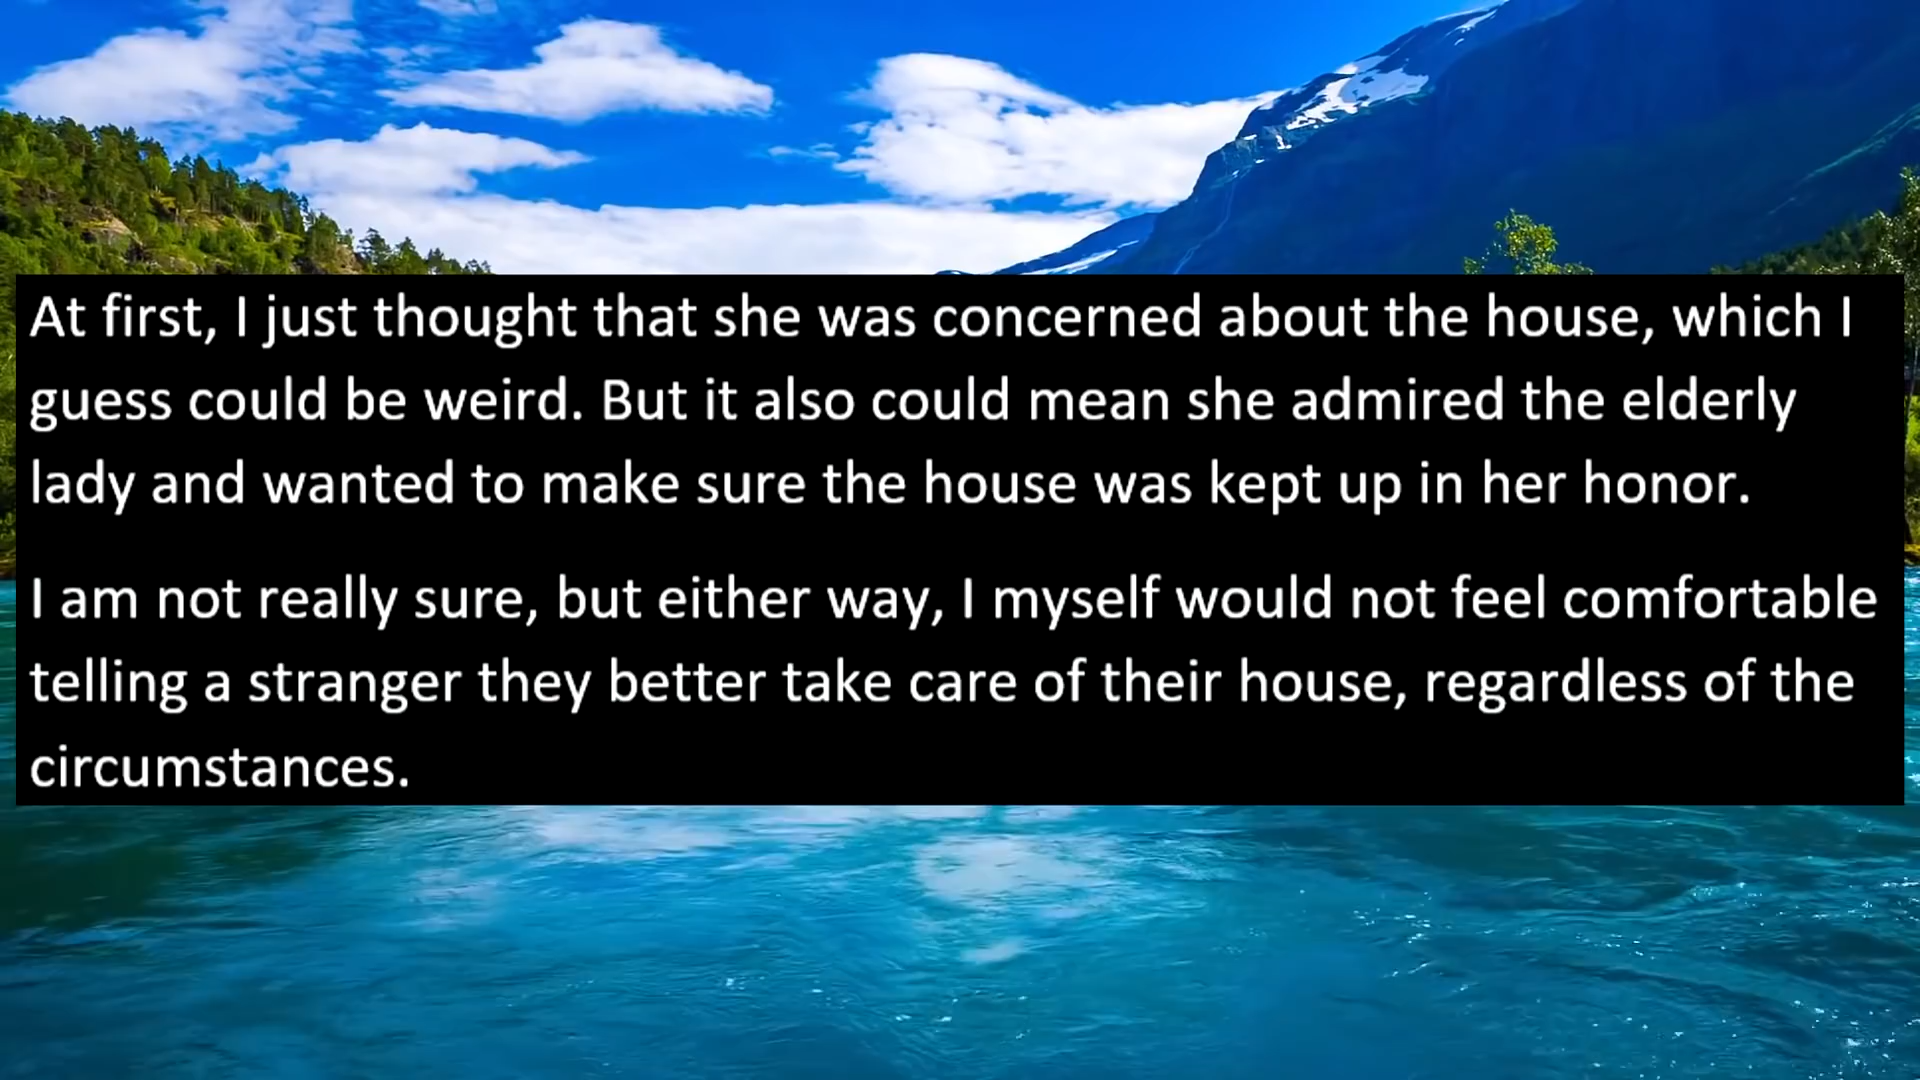 At first, I just thought that she was concerned about the house, which I
guess could be weird. But it also could mean she admired the elderly
lady and wanted to make sure the house was kept up in her honor.
I am not really sure, but either way, I myself would not feel comfortable
telling a stranger they better take care of their house, regardless of the
circumstances.